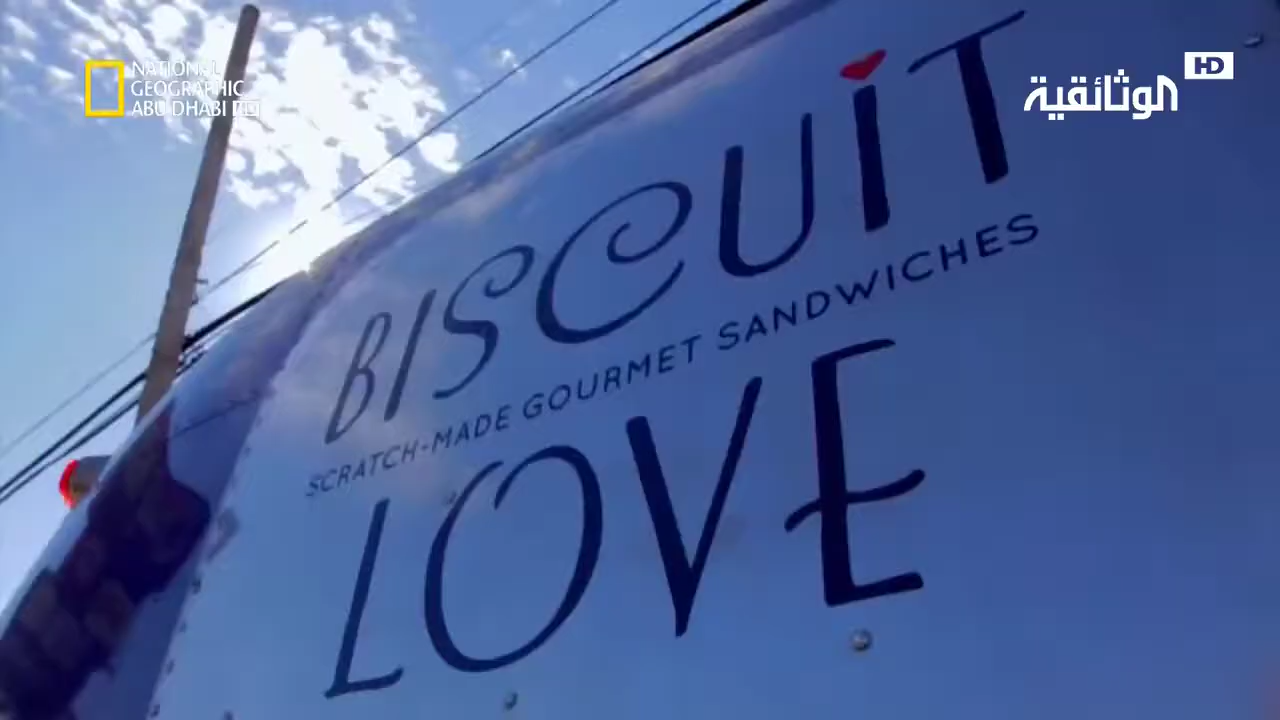 NATIONAL
GEOGRAPHIC
ABU DHABI HD
الوثائقية
HD
BISCUiT
SCRATCH-MADE GOURMET SANDWICHES
LOVE